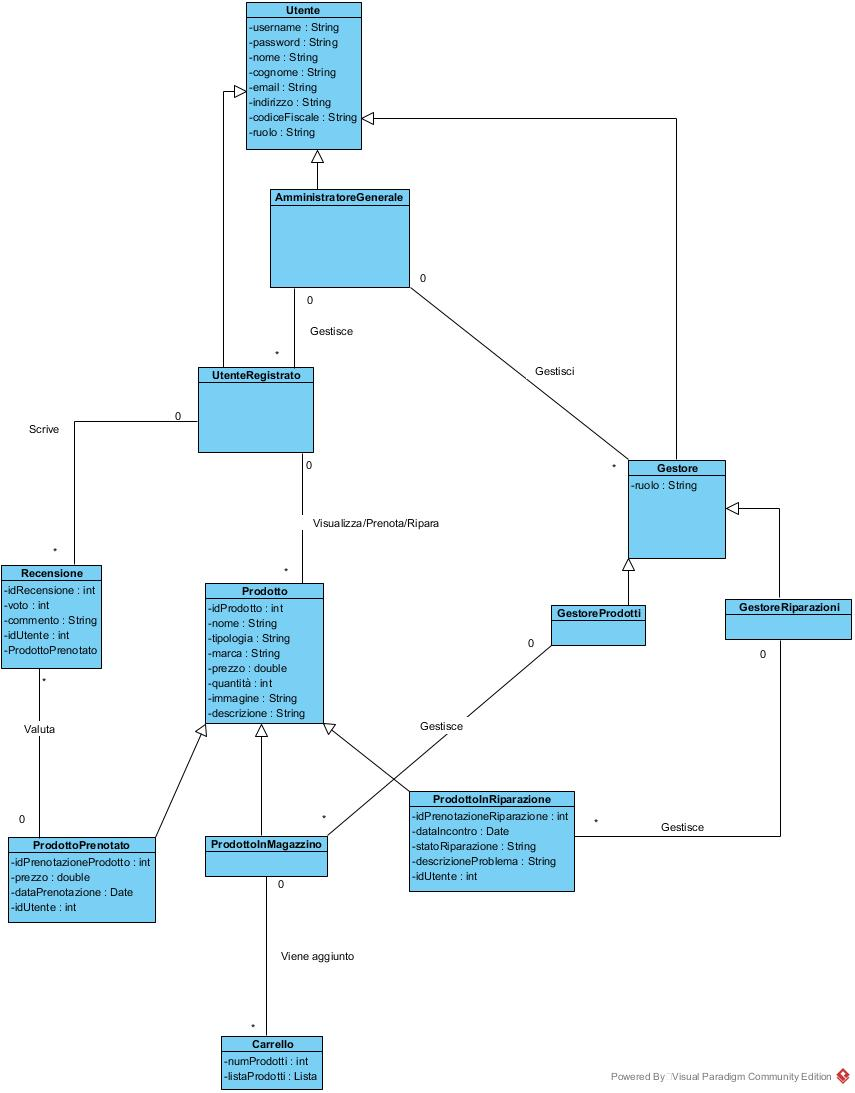 Utente
-username : String
-password : String
-nome : String
-cognome : String
-email : String
-indirizzo : String
-codiceFiscale : String
-ruolo : String
AmministratoreGenerale
0
0
Gestisce
*
Gestisci
UtenteRegistrato
0
Scrive
0
*
Gestore
-ruolo : String
Visualizza/Prenota/Ripara
*
*
Recensione
-idRecensione : int
-voto : int
-commento : String
-idUtente : int
-ProdottoPrenotato
Prodotto
-idProdotto : int
-nome : String
-tipologia : String
-marca : String
-prezzo : double
-quantità : int
-immagine : String
-descrizione : String
GestoreProdotti
GestoreRiparazioni
0
0
*
Valuta
0
Gestisce
*
ProdottoInRiparazione
-idPrenotazioneRiparazione : int
-dataIncontro : Date
-statoRiparazione : String
-descrizioneProblema : String
-idUtente : int
*
Gestisce
ProdottoPrenotato
-idPrenotazioneProdotto : int
-prezzo : double
-dataPrenotazione : Date
-idUtente : int
ProdottoInMagazzino
0
Viene aggiunto
*
Carrello
-numProdotti : int
-listaProdotti : Lista
Powered By Visual Paradigm Community Edition